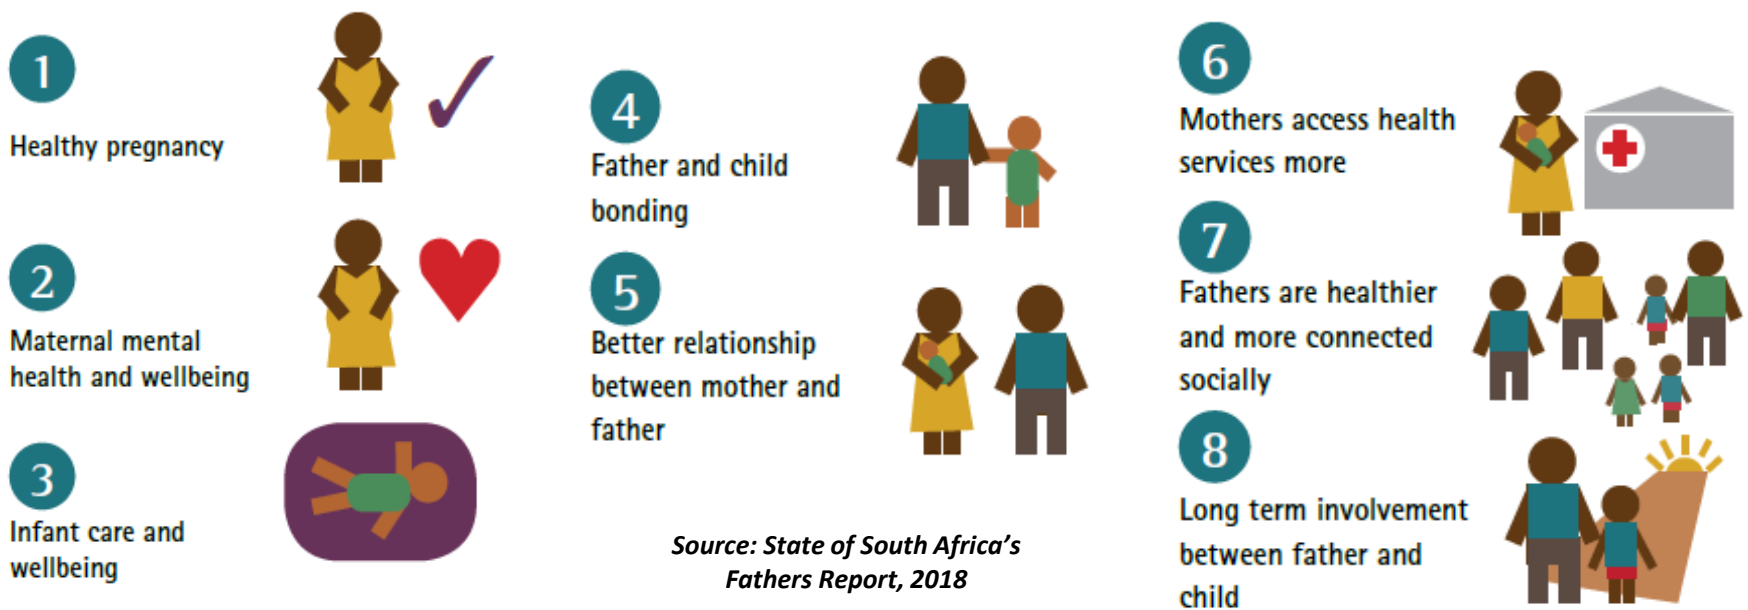 1
Healthy pregnancy
2
Maternal mental
health and wellbeing
3
Infant care and
wellbeing
4
Father and child
bonding
5
Better relationship
between mother and
father
Source: State of South Africa's
Fathers Report, 2018
6
Mothers access health
services more
7
Fathers are healthier
and more connected
socially
8
Long term involvement
between father and
child